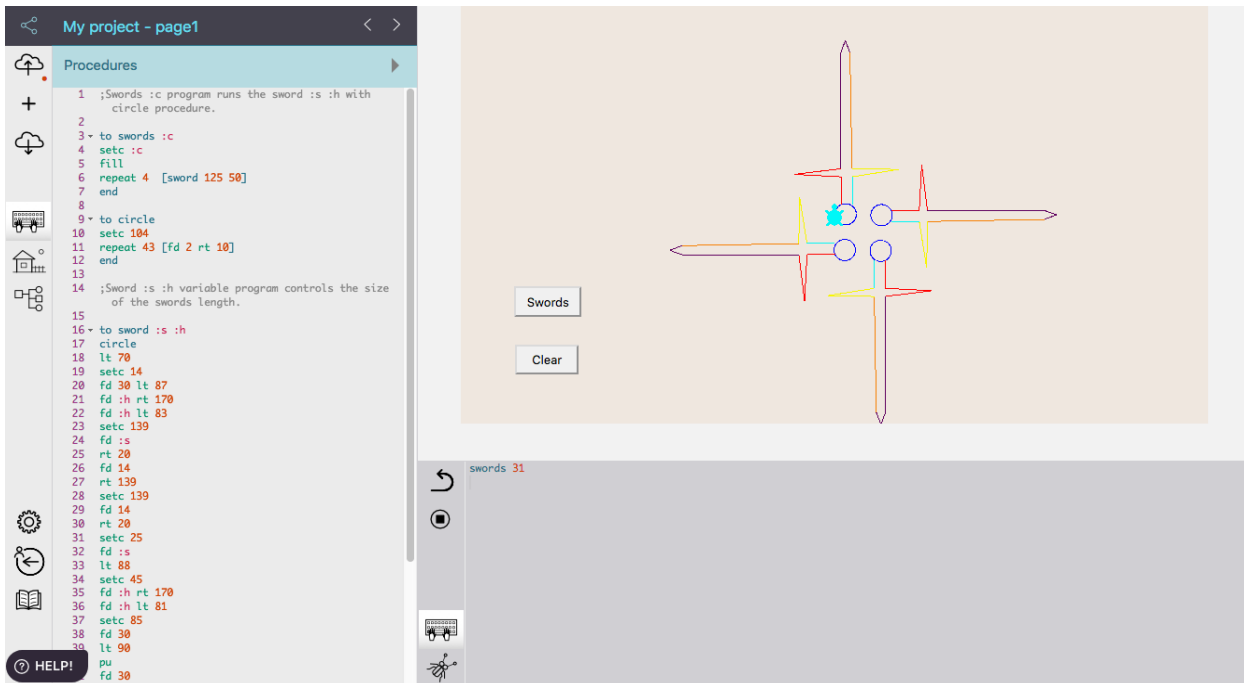 My project - page1
Procedures
1 ;Swords :c program runs the sword :s :h with
circle procedure.
2
3 to swords :c
4 setc :c
5 fill
6 repeat 4 [sword 125 50]
7 end
8
9 to circle
10 setc 104
11 repeat 43 [fd 2 rt 10]
12 end
13
14 ;Sword :s :h variable program controls the size
of the swords length.
15
16 to sword :s :h
17 circle
18 lt 70
19 setc 14
20 fd 30 lt 87
21 fd :h rt 170
22 fd :h lt 83
23 setc 139
24 fd :s
25 rt 20
26 fd 14
27 rt 139
28 setc 139
29 fd 14
30 rt 20
31 setc 25
32 fd :s
33 lt 88
34 setc 45
35 fd :h rt 170
36 fd :h lt 81
37 setc 85
38 fd 30
39 lt 90
pu
fd 30
? HELP!
Swords
Clear
swords 31